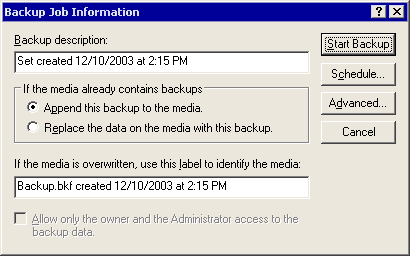 Backup Job Information
Backup description:
Set created 12/10/2003 at 2:15 PM
If the media already contains backups
Append this backup to the media.
Replace the data on the media with this backup.
If the media is overwritten, use this label to identify the media:
Backup.bkf created 12/10/2003 at 2:15 PM
Allow only the owner and the Administrator access to the
backup data.
Start Backup
Schedule...
Advanced...
Cancel